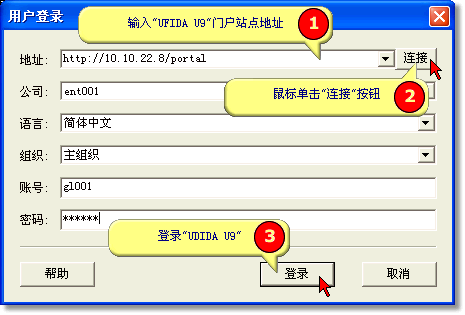 用户登录
输入"UFIDA U9"门户站点地址
1
地址: http://10.10.22.8/portal 连接
公司: ent001
鼠标单击"连接"按钮
2
语言: 简体中文
组织: 主组织
账号: gl001
密码: ******
登录"UDIDA U9"
3
帮助 登录 取消